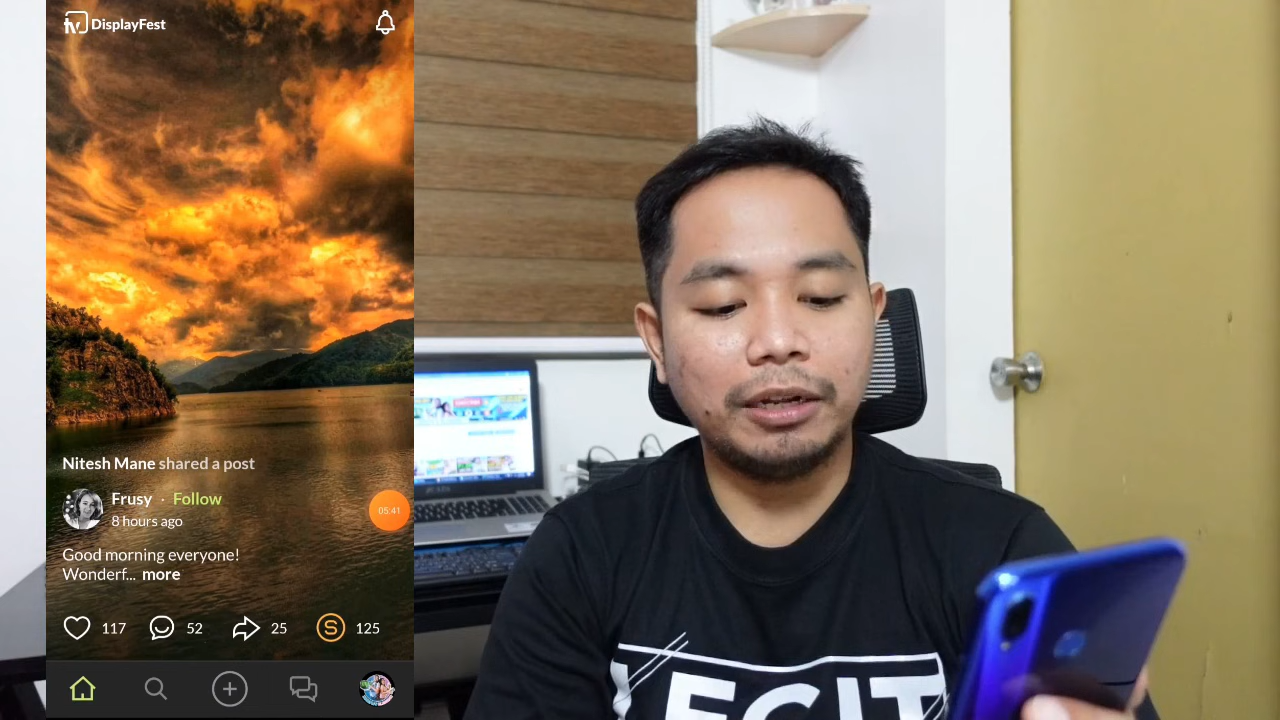 DisplayFest
Nitesh Mane shared a post
Frusy · Follow
8 hours ago
05:41
Good morning everyone!
Wonderf... more
117 52 25 125
LEGIT